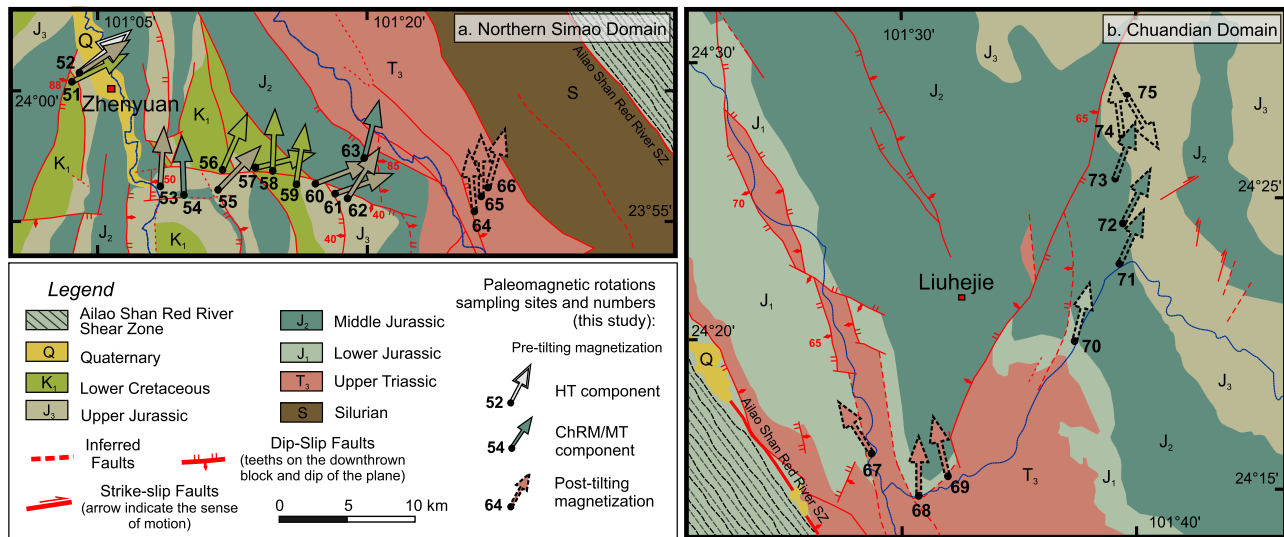 101°05'
101°20'
a. Northern Simao Domain
J3
Q
52
88
51
Zhenyuan
24°00'
J2
T3
S
Ailao Shan Red River SZ
K1
K1
56
63
85
50
53
54
55
57
58
59
60
61
62
40
40
66
65
64
23°55'
J2
K1
J3
Legend
Ailao Shan Red River
Shear Zone
Q
Quaternary
K1
Lower Cretaceous
J3
Upper Jurassic
J2
Middle Jurassic
J1
Lower Jurassic
T3
Upper Triassic
S
Silurian
Inferred
Faults
Dip-Slip Faults
(teeths on the downthrown
block and dip of the plane)
Strike-slip Faults
(arrow indicate the sense
of motion)
0
5
10 km
Paleomagnetic rotations
sampling sites and numbers
(this study):
Pre-tilting magnetization
52
HT component
54
ChRM/MT
component
64
Post-tilting
magnetization
101°30'
b. Chuandian Domain
24°30'
J3
J2
J1
65
75
74
J3
J2
73
24°25'
70
72
71
Liuhejie
J1
24°20'
65
70
Q
J3
Ailao Shan Red River SZ
67
68
69
T3
J1
J2
24°15'
101°40'